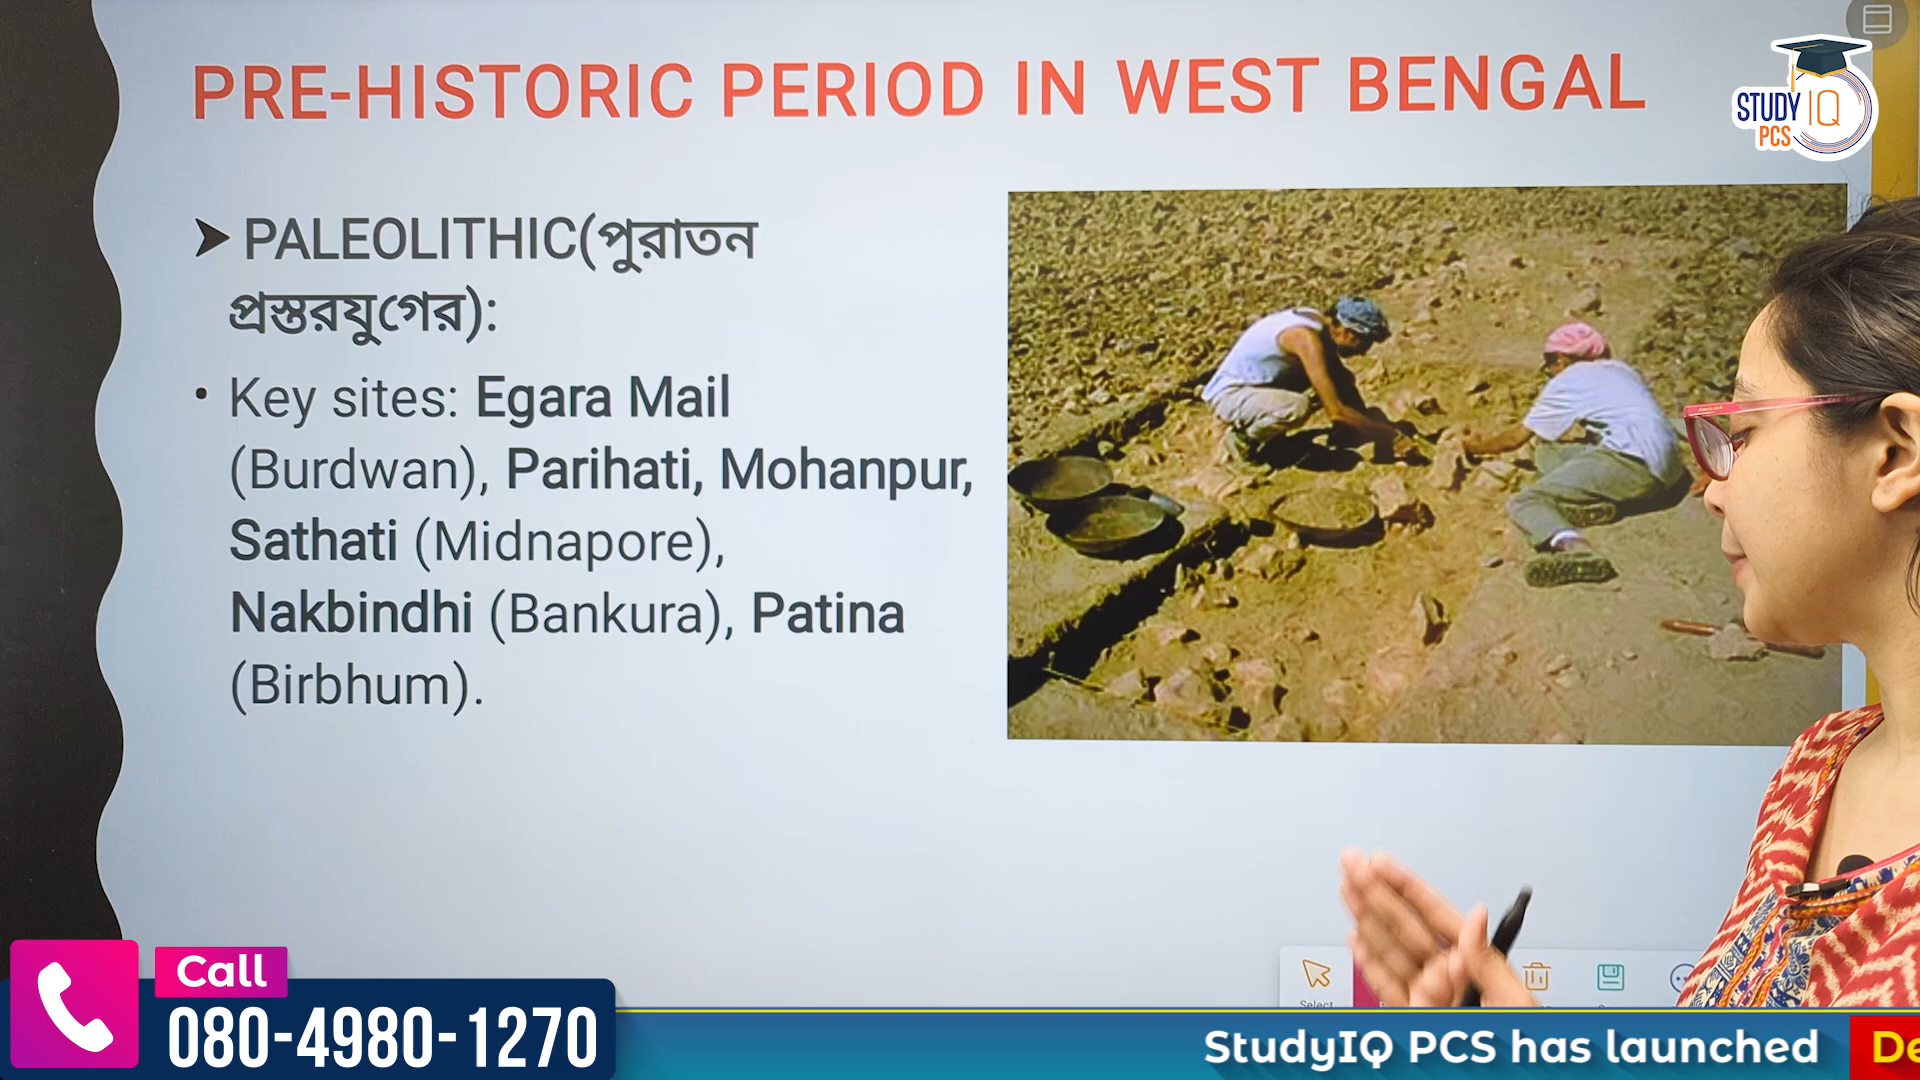 PRE-HISTORIC PERIOD IN WEST BENGAL
STUDY IQ
PCS
➤ PALEOLITHIC(পুরাতন
প্রস্তরযুগের):
• Key sites: Egara Mail
(Burdwan), Parihati, Mohanpur,
Sathati (Midnapore),
Nakbindhi (Bankura), Patina
(Birbhum).
Select
Call
080-4980-1270
StudyIQ PCS has launched